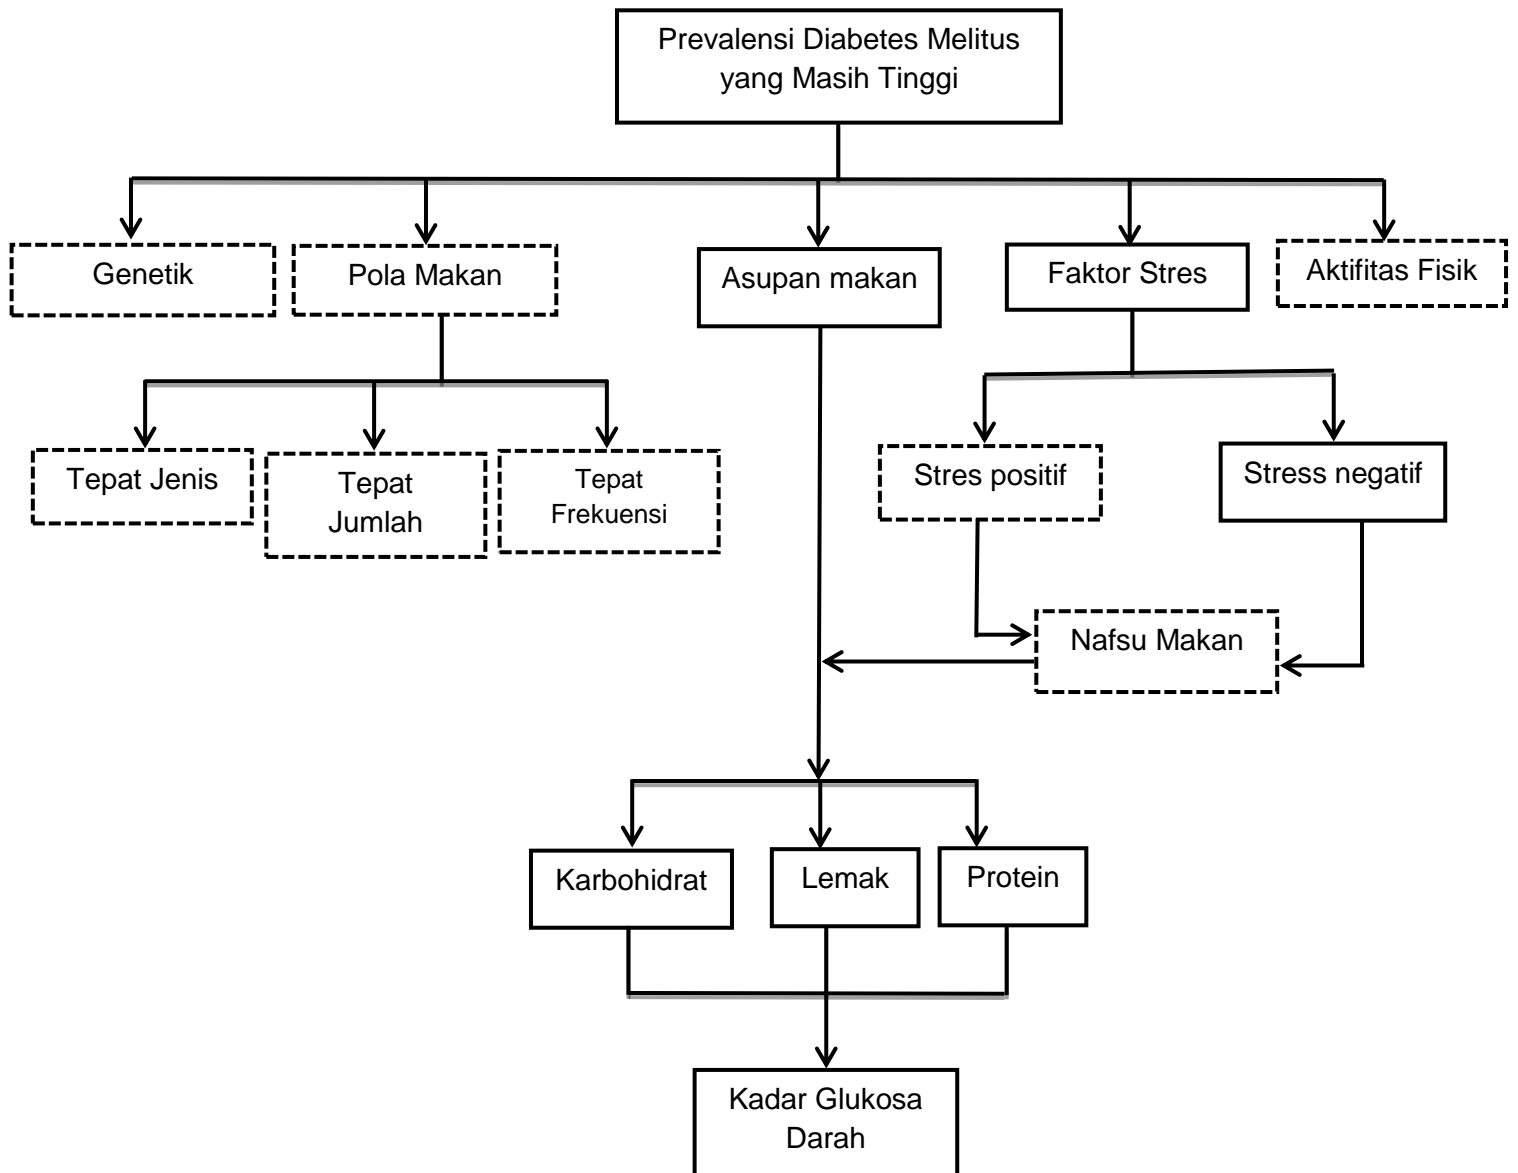 Prevalensi Diabetes Melitus
yang Masih Tinggi
Genetik
Pola Makan
Asupan makan
Faktor Stres
Aktifitas Fisik
Tepat Jenis
Tepat
Jumlah
Tepat
Frekuensi
Stres positif
Stress negatif
Nafsu Makan
Karbohidrat
Lemak
Protein
Kadar Glukosa
Darah